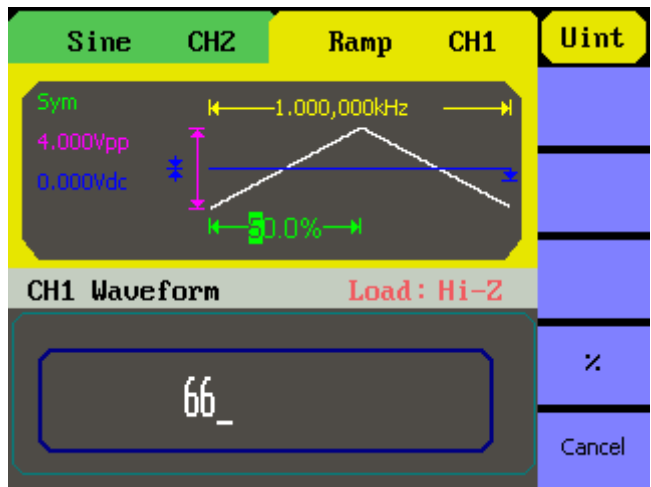 Sine CH2 Ramp CH1 Uint
Sym 1.000,000kHz
4.000Vpp
0.000Vdc
50.0%
CH1 Waveform Load: Hi-Z
%
66_
Cancel